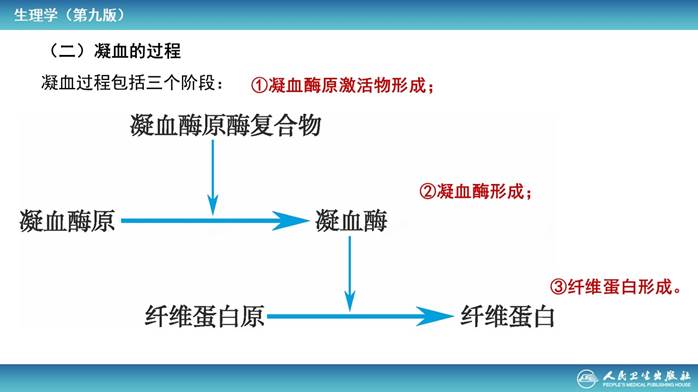 生理学（第九版）
（二）凝血的过程
凝血过程包括三个阶段：
①凝血酶原激活物形成；
凝血酶原酶复合物
②凝血酶形成；
凝血酶原
凝血酶
③纤维蛋白形成。
纤维蛋白原
纤维蛋白
人民卫生出版社
PEOPLE'S MEDICAL PUBLISHING HOUSE